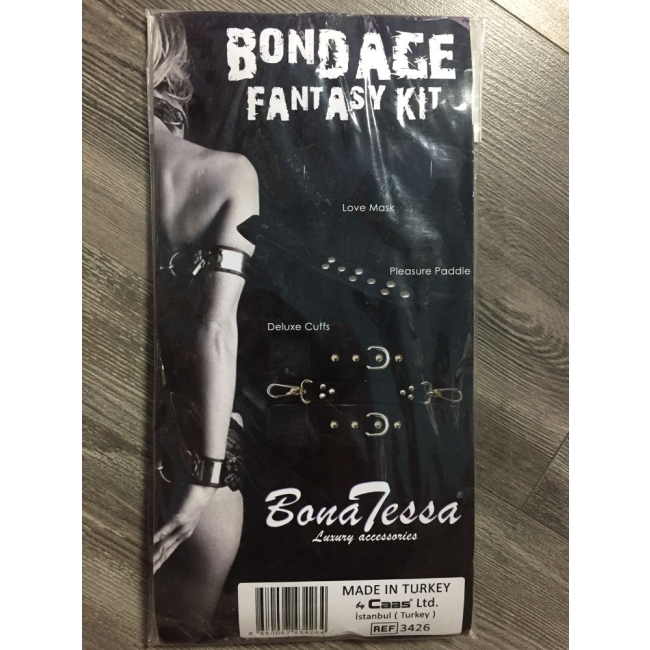 BONDAGE
FANTASY KIT
Love Mask
Pleasure Paddle
Deluxe Cuffs
BonaTessa®
Luxury accessories
MADE IN TURKEY
by Caas® Ltd.
İstanbul ( Turkey )
REF 3426